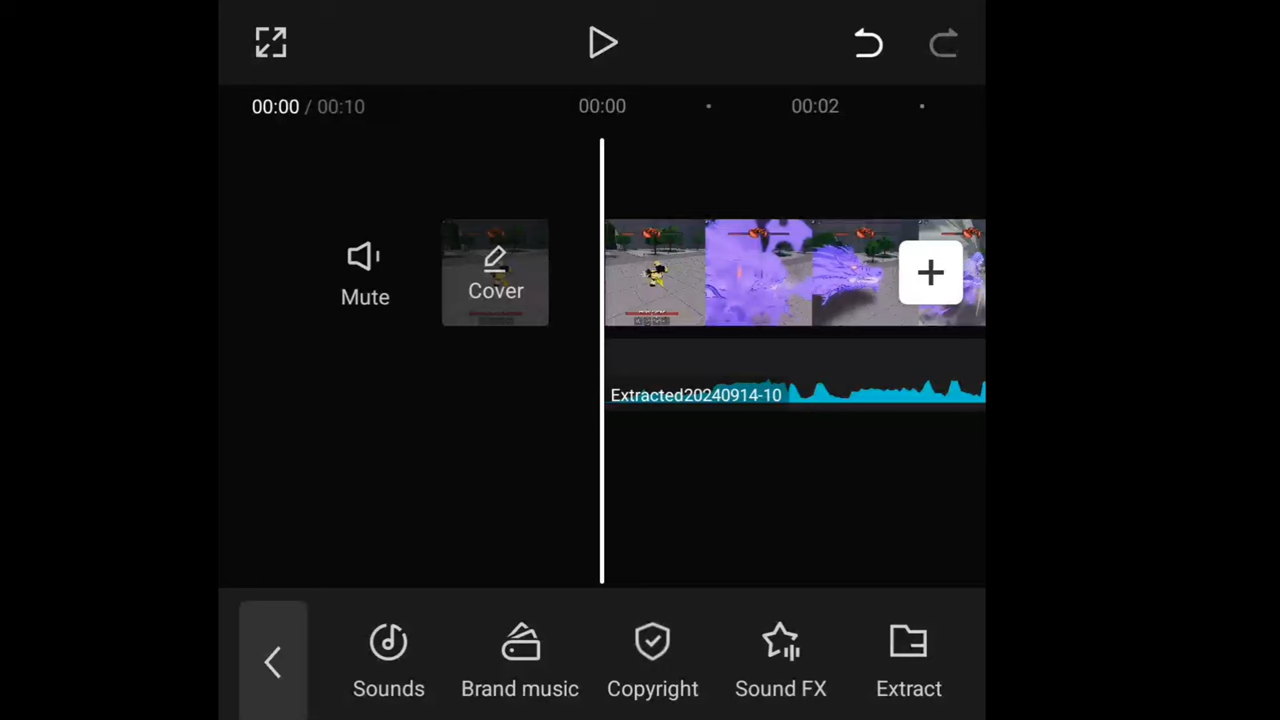 00:00 / 00:10
00:00
00:02
Mute
Cover
Extracted20240914-10
Sounds
Brand music
Copyright
Sound FX
Extract